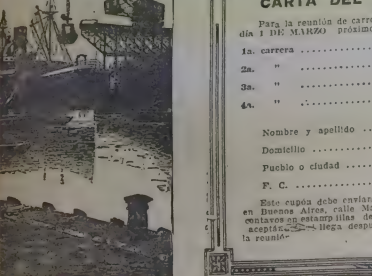 CARTA DEL
Para la reunión de carre
día 1 DE MARZO próximo
1a. carrera ..........
2a. " ..........
3a. " ..........
4a. " ..........
Nombre y apellido ..
Domicilio ..........
Pueblo o ciudad ....
F. C. ..........
Este cupón debe enviar
en Buenos Aires, calle Ma
centavos en estampillas de
llega despu
la reunión